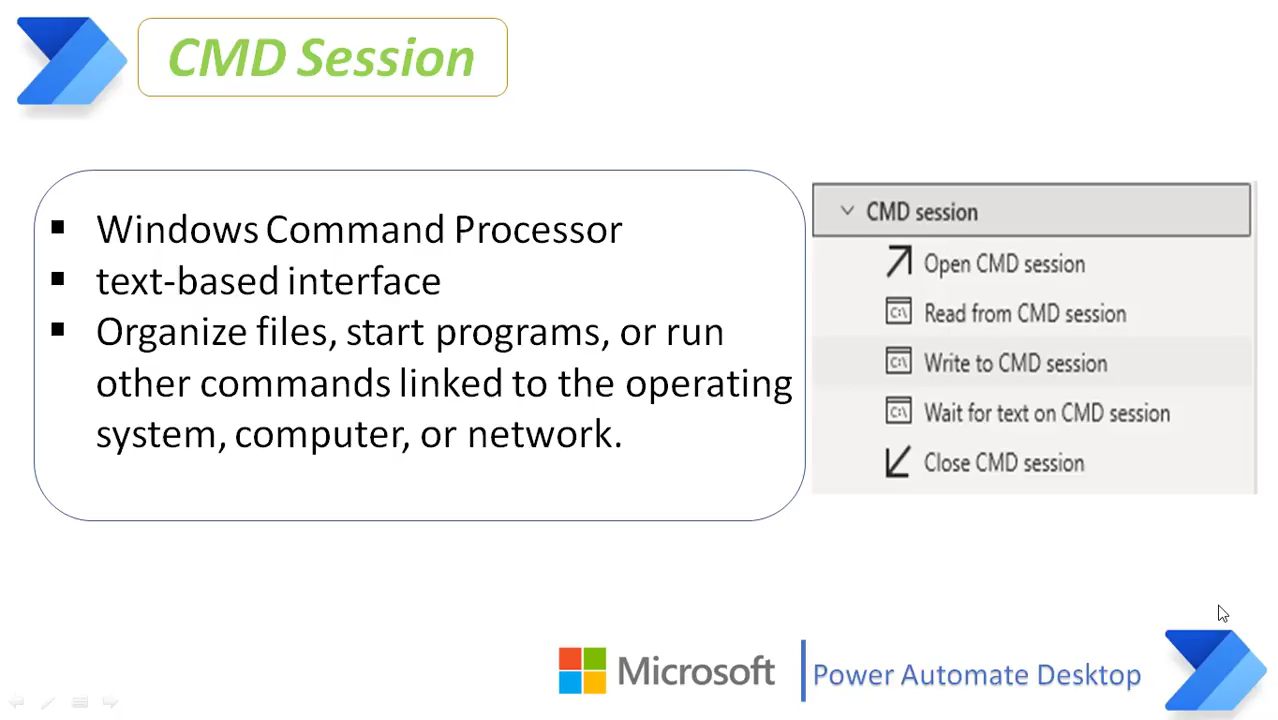 CMD Session
▪ Windows Command Processor
▪ text-based interface
▪ Organize files, start programs, or run
other commands linked to the operating
system, computer, or network.
CMD session
Open CMD session
C:\ Read from CMD session
C:\ Write to CMD session
C:\ Wait for text on CMD session
Close CMD session
Microsoft
Power Automate Desktop